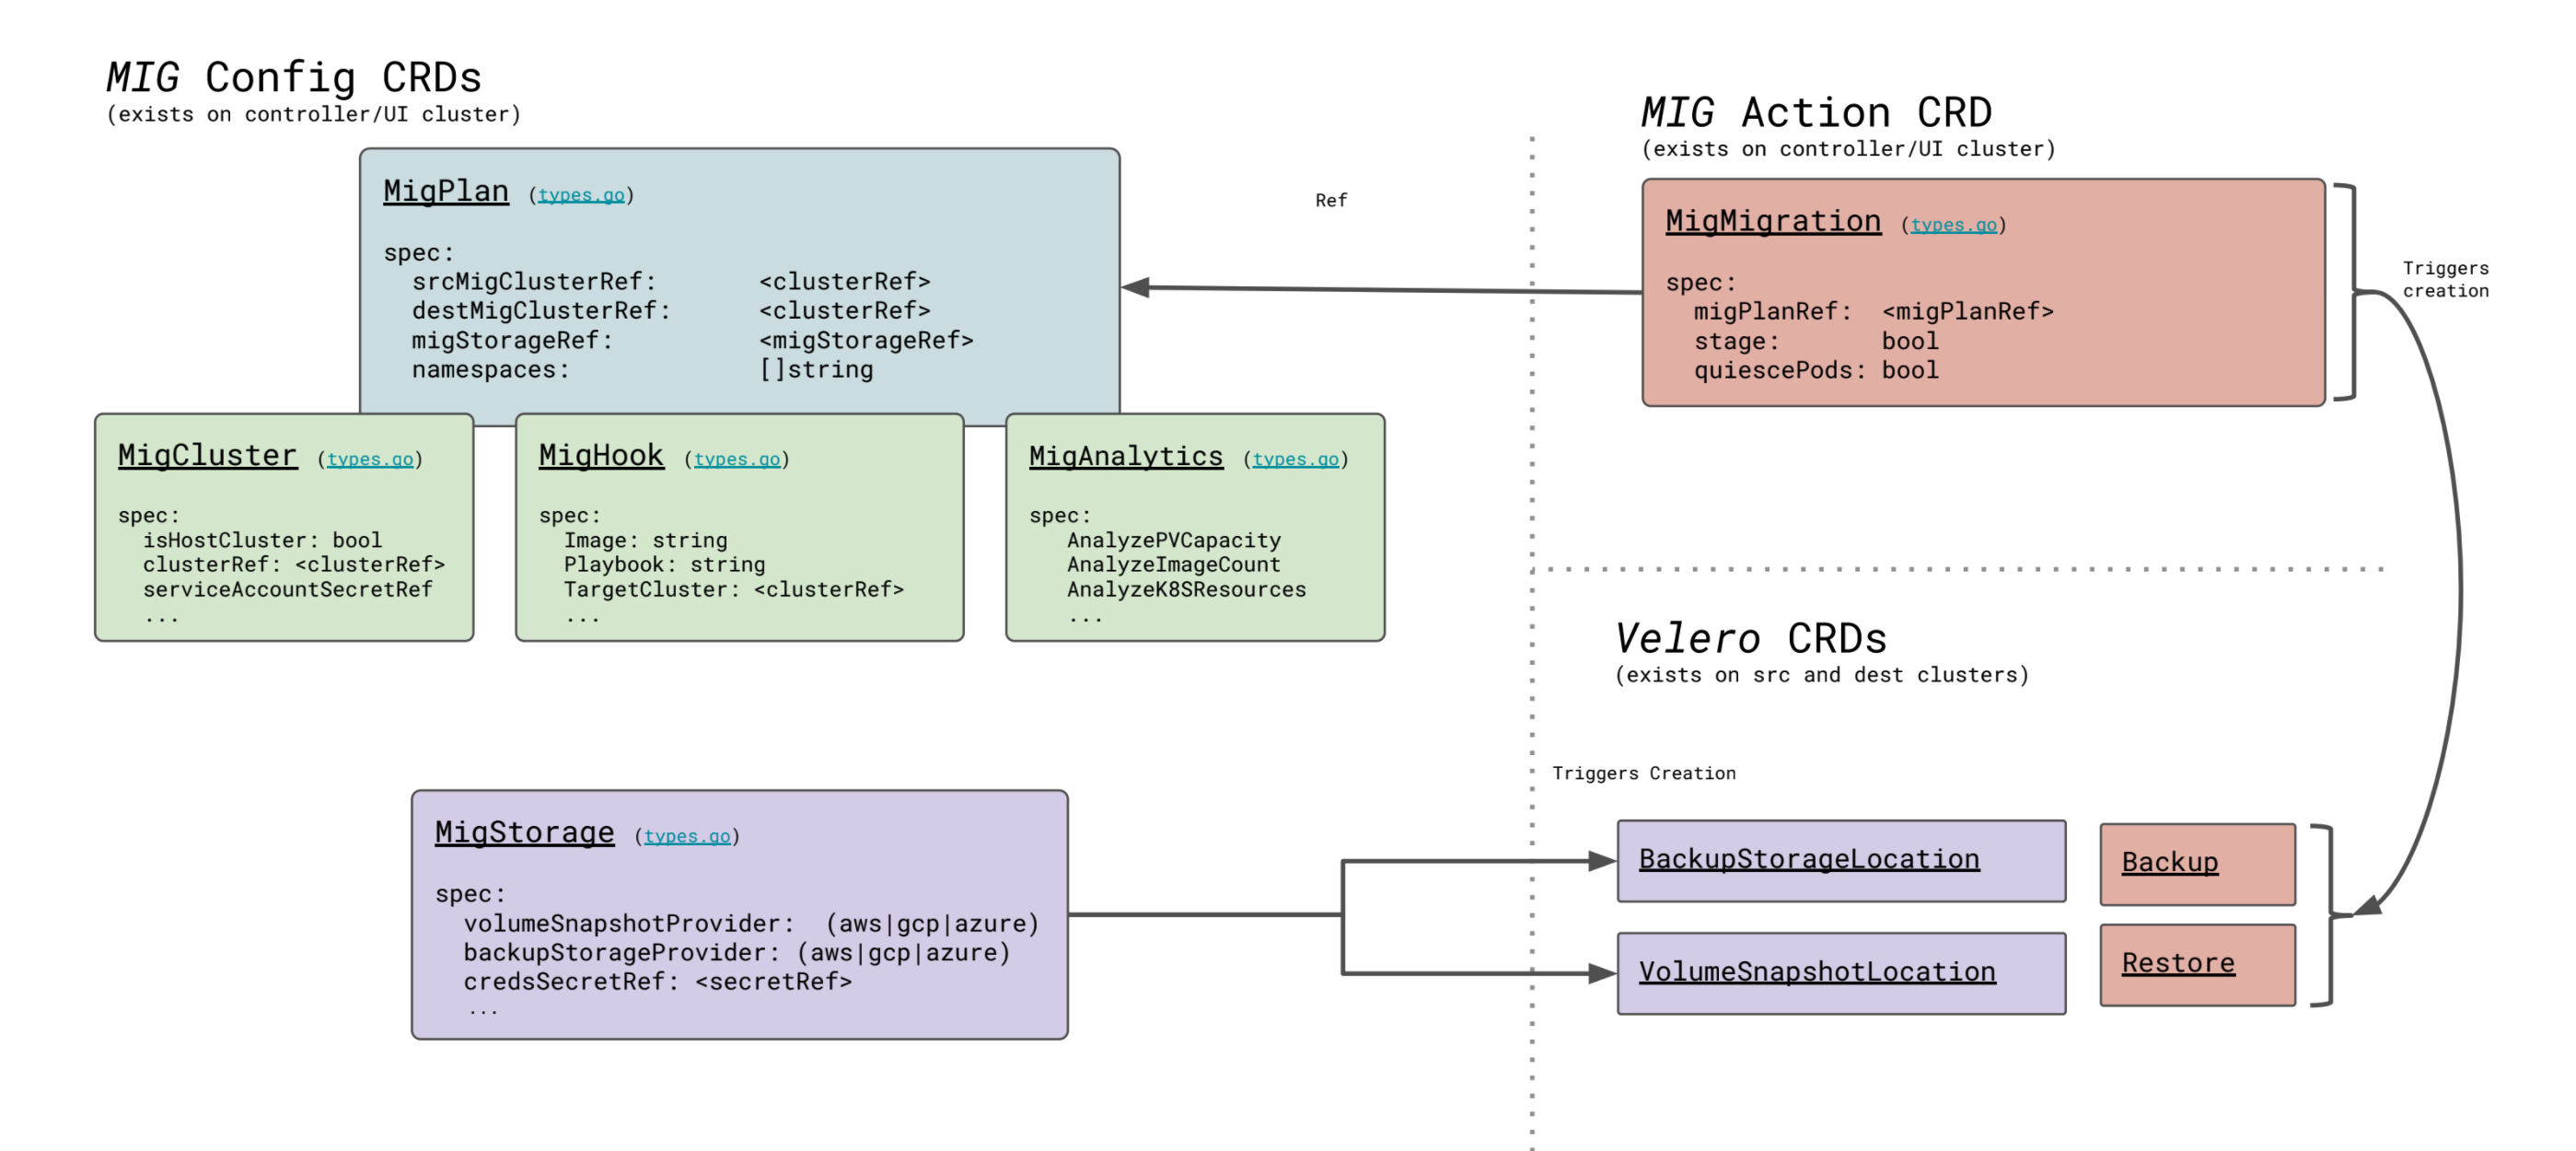 MIG Config CRDs
(exists on controller/UI cluster)
MigPlan (types.go)
spec:
srcMigClusterRef: <clusterRef>
destMigClusterRef: <clusterRef>
migStorageRef: <migStorageRef>
namespaces: []string
MigCluster (types.go)
spec:
isHostCluster: bool
clusterRef: <clusterRef>
serviceAccountSecretRef
...
MigHook (types.go)
spec:
Image: string
Playbook: string
TargetCluster: <clusterRef>
...
MigAnalytics (types.go)
spec:
AnalyzePVCapacity
AnalyzeImageCount
AnalyzeK8SResources
...
Ref
MIG Action CRD
(exists on controller/UI cluster)
MigMigration (types.go)
spec:
migPlanRef: <migPlanRef>
stage: bool
quiescePods: bool
Triggers
creation
MigStorage (types.go)
spec:
volumeSnapshotProvider: (aws|gcp|azure)
backupStorageProvider: (aws|gcp|azure)
credsSecretRef: <secretRef>
...
Velero CRDs
(exists on src and dest clusters)
Triggers Creation
BackupStorageLocation
VolumeSnapshotLocation
Backup
Restore